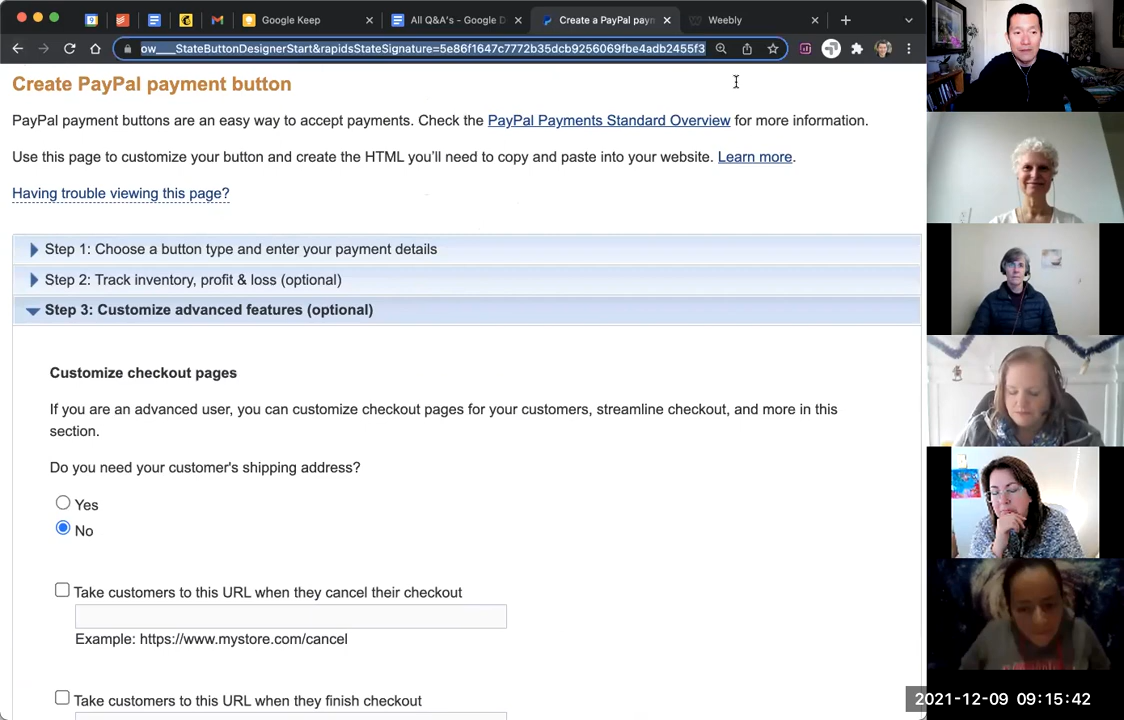 Google Keep
All Q&A's - Google D
Create a PayPal payn
Weebly
ow___StateButtonDesignerStart&rapidsStateSignature=5e86f1647c7772b35dcb9256069fbe4adb2455f3
Create PayPal payment button
PayPal payment buttons are an easy way to accept payments. Check the PayPal Payments Standard Overview for more information.
Use this page to customize your button and create the HTML you'll need to copy and paste into your website. Learn more.
Having trouble viewing this page?
Step 1: Choose a button type and enter your payment details
Step 2: Track inventory, profit & loss (optional)
Step 3: Customize advanced features (optional)
Customize checkout pages
If you are an advanced user, you can customize checkout pages for your customers, streamline checkout, and more in this
section.
Do you need your customer's shipping address?
Yes
No
Take customers to this URL when they cancel their checkout
Example: https://www.mystore.com/cancel
Take customers to this URL when they finish checkout
2021-12-09 09:15:42